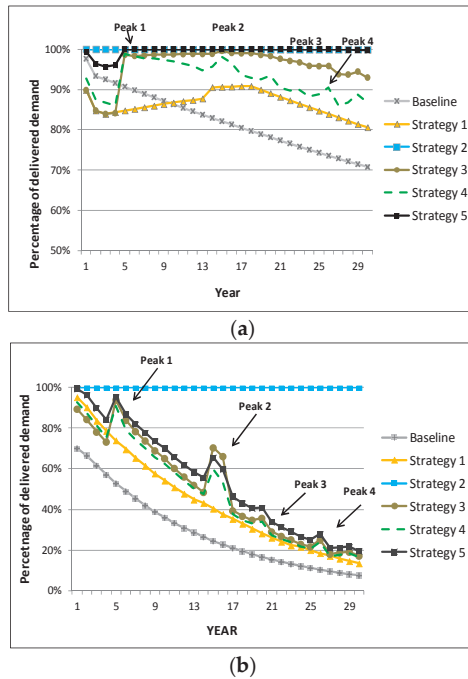 Peak 1
Peak 2
Peak 3
Peak 4
Percentage of delivered demand
100%
90%
80%
70%
60%
50%
1 3 5 7 9 11 13 15 17 19 21 23 25 27 29
Year
Baseline
Strategy 1
Strategy 2
Strategy 3
Strategy 4
Strategy 5
(a)
Peak 1
Peak 2
Peak 3
Peak 4
Percetnage of delivered demand
100%
80%
60%
40%
20%
0%
1 5 9 13 17 21 25 29
YEAR
Baseline
Strategy 1
Strategy 2
Strategy 3
Strategy 4
Strategy 5
(b)